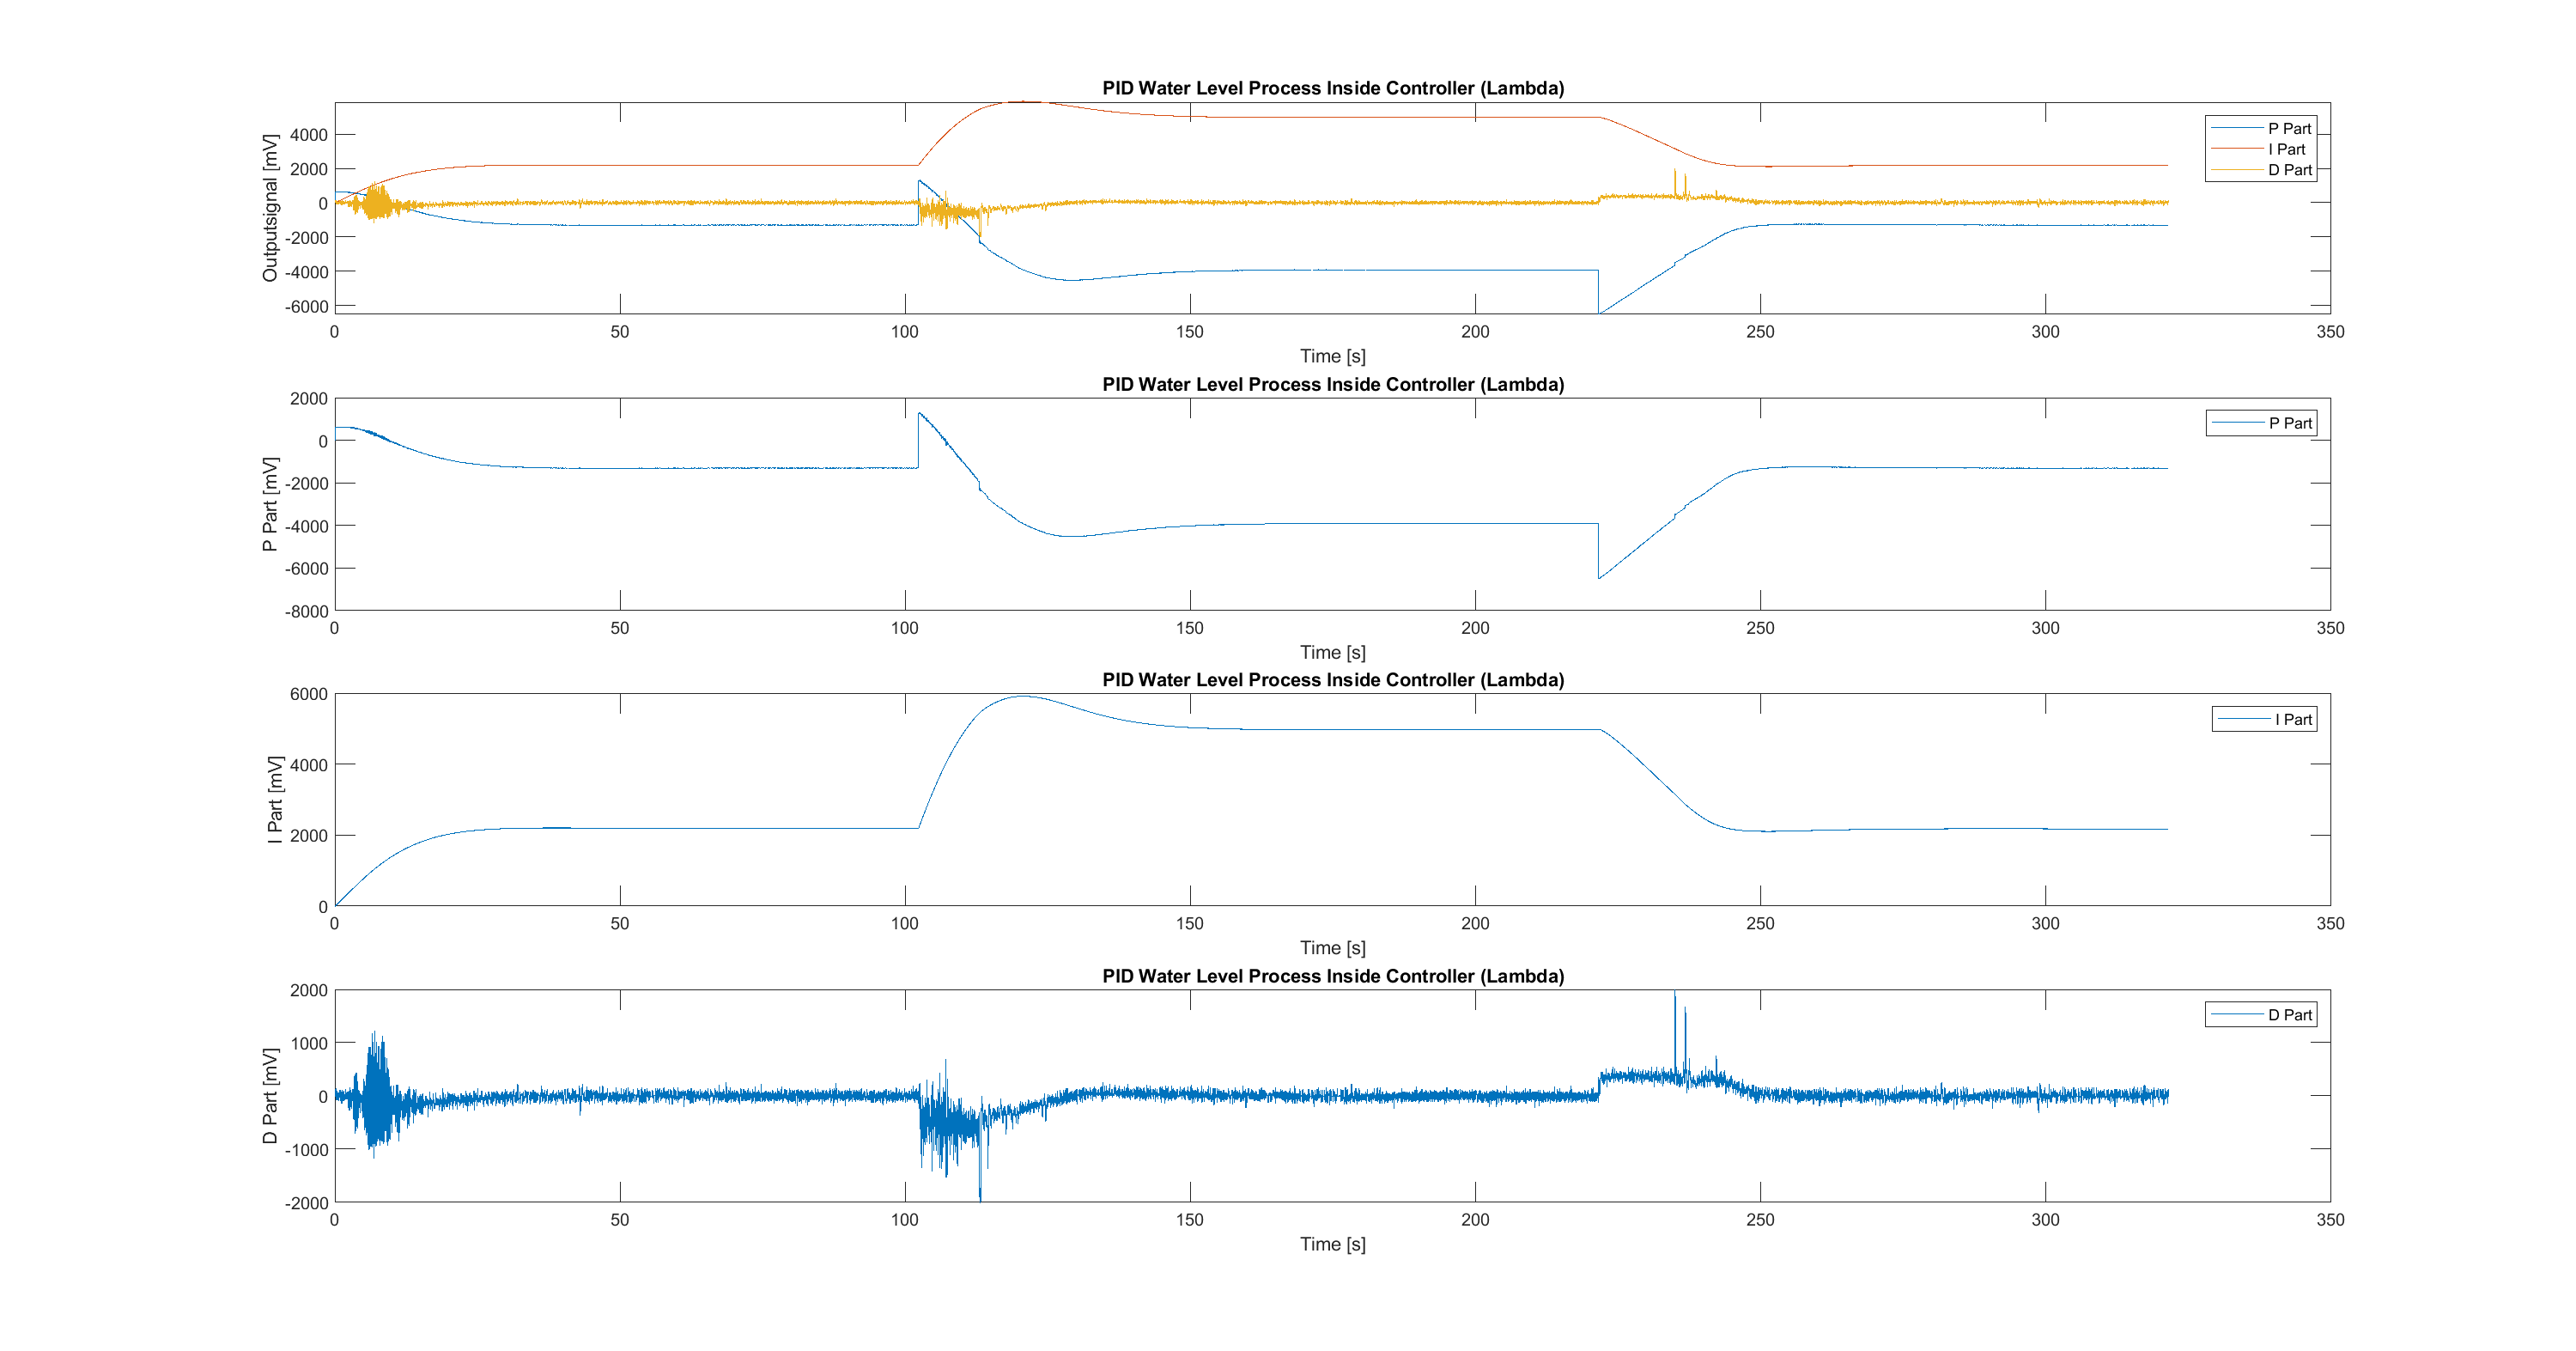 PID Water Level Process Inside Controller (Lambda)
Outputsignal [mV]
4000
2000
0
-2000
-4000
-6000
P Part
I Part
D Part
0 50 100 150 200 250 300 350
Time [s]
PID Water Level Process Inside Controller (Lambda)
P Part [mV]
2000
0
-2000
-4000
-6000
-8000
P Part
0 50 100 150 200 250 300 350
Time [s]
PID Water Level Process Inside Controller (Lambda)
I Part [mV]
6000
4000
2000
0
I Part
0 50 100 150 200 250 300 350
Time [s]
PID Water Level Process Inside Controller (Lambda)
D Part [mV]
2000
1000
0
-1000
-2000
D Part
0 50 100 150 200 250 300 350
Time [s]